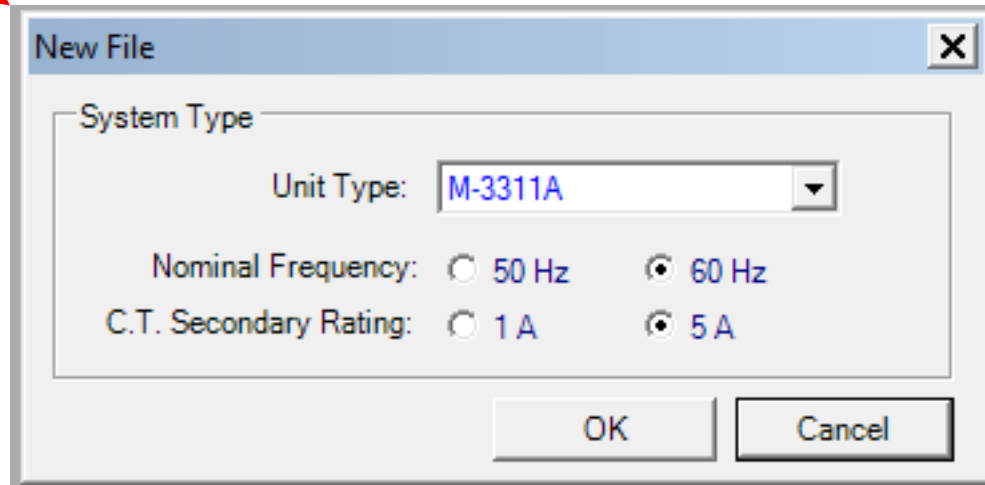 New File
System Type
Unit Type: M-3311A
Nominal Frequency: 50 Hz 60 Hz
C.T. Secondary Rating: 1 A 5 A
OK Cancel